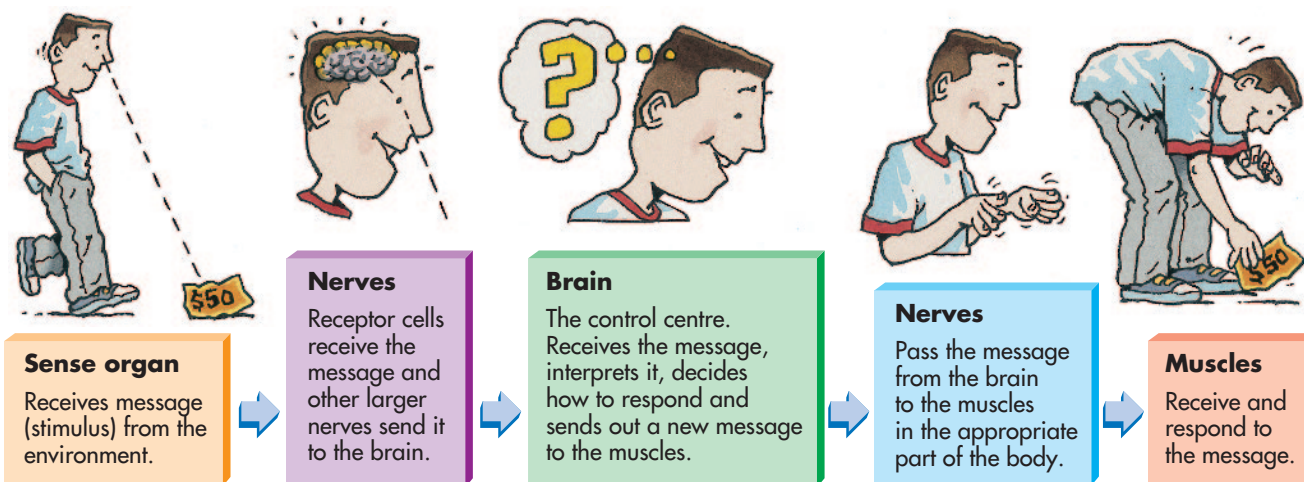 $50
$50
Sense organ
Receives message
(stimulus) from the
environment.
Nerves
Receptor cells
receive the
message and
other larger
nerves send it
to the brain.
?
Brain
The control centre.
Receives the message,
interprets it, decides
how to respond and
sends out a new message
to the muscles.
Nerves
Pass the message
from the brain
to the muscles
in the appropriate
part of the body.
Muscles
Receive and
respond to
the message.